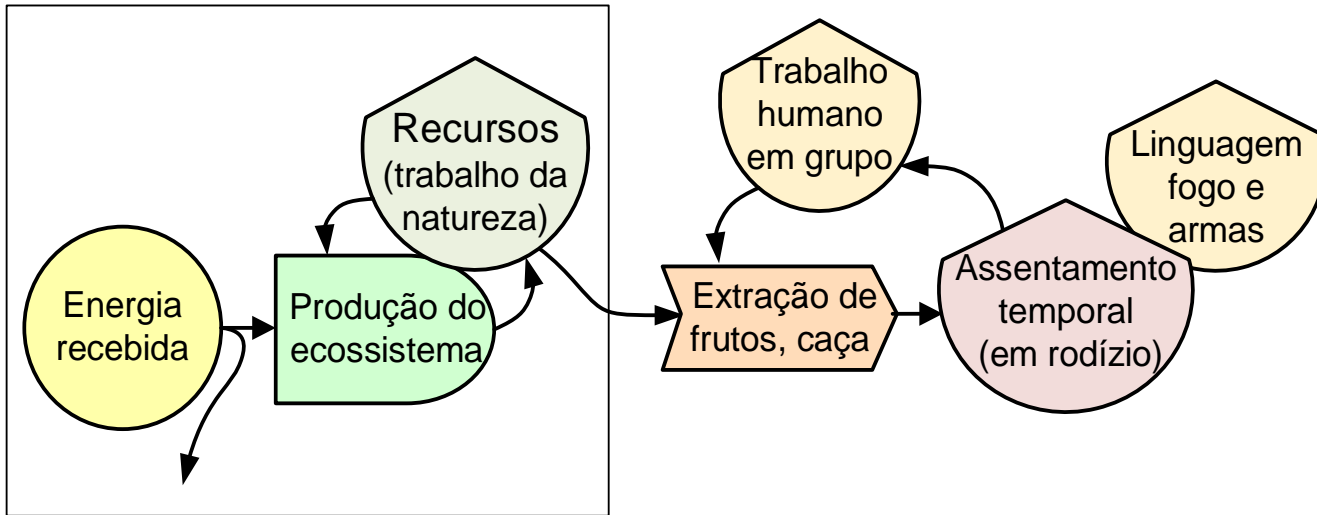 Energia
recebida
Produção do
ecossistema
Recursos
(trabalho da
natureza)
Extração de
frutos, caça
Trabalho
humano
em grupo
Assentamento
temporal
(em rodízio)
Linguagem
fogo e
armas